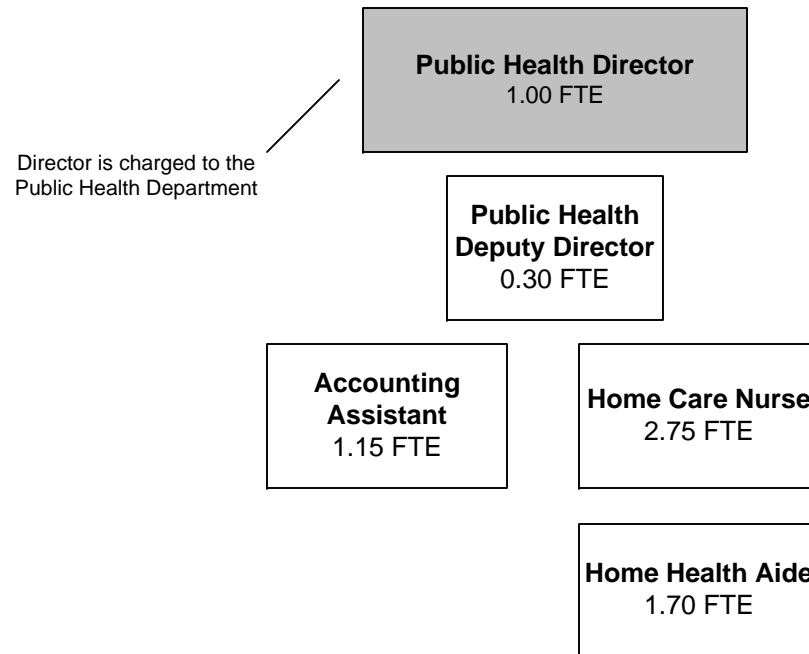 Public Health Director
1.00 FTE
Director is charged to the
Public Health Department
Public Health
Deputy Director
0.30 FTE
Accounting
Assistant
1.15 FTE
Home Care Nurse
2.75 FTE
Home Health Aide
1.70 FTE